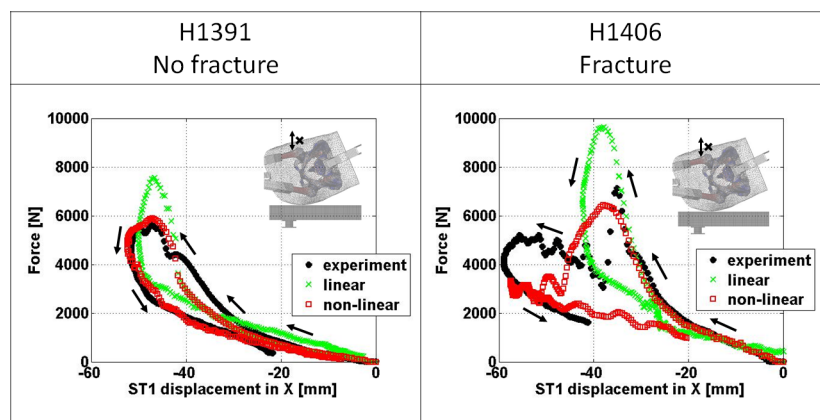 H1391
No fracture
H1406
Fracture
10000
8000
6000
4000
2000
0
Force [N]
-60
-40
-20
0
ST1 displacement in X [mm]
experiment
linear
non-linear
10000
8000
6000
4000
2000
0
Force [N]
-60
-40
-20
0
ST1 displacement in X [mm]
experiment
linear
non-linear